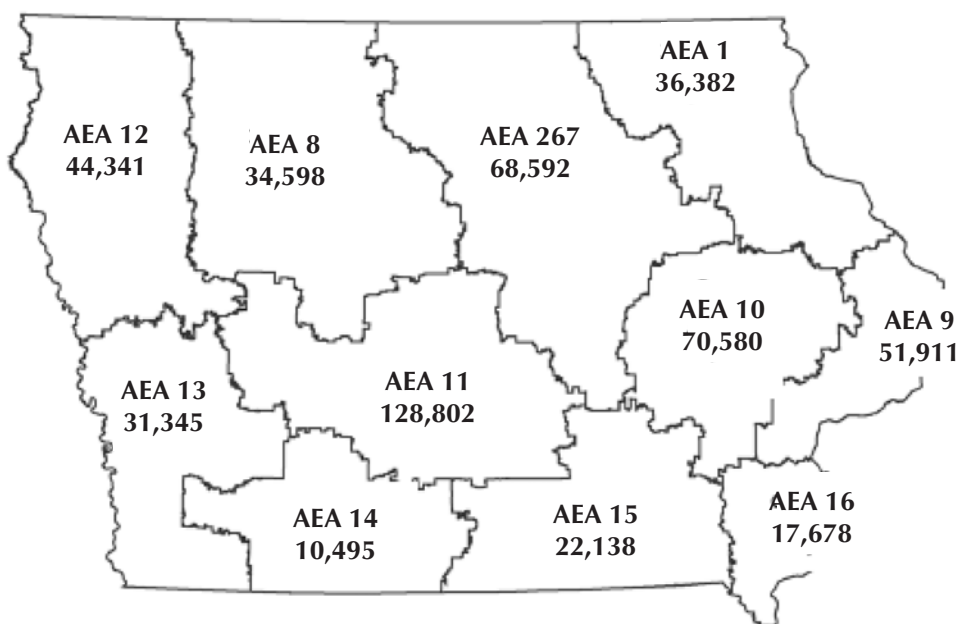 AEA 1
36,382
AEA 12
44,341
AEA 8
34,598
AEA 267
68,592
AEA 10
70,580
AEA 9
51,911
AEA 13
31,345
AEA 11
128,802
AEA 14
10,495
AEA 15
22,138
AEA 16
17,678